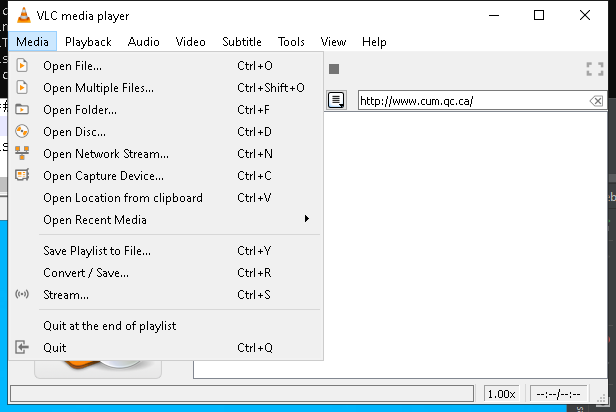 VLC media player
Media Playback Audio Video Subtitle Tools View Help
Open File... Ctrl+O
Open Multiple Files... Ctrl+Shift+O
Open Folder... Ctrl+F
http://www.cum.qc.ca/
Open Disc... Ctrl+D
Open Network Stream... Ctrl+N
Open Capture Device... Ctrl+C
Open Location from clipboard Ctrl+V
Open Recent Media
Save Playlist to File... Ctrl+Y
Convert / Save... Ctrl+R
Stream... Ctrl+S
Quit at the end of playlist
Quit Ctrl+Q
1.00x --:--/--:--